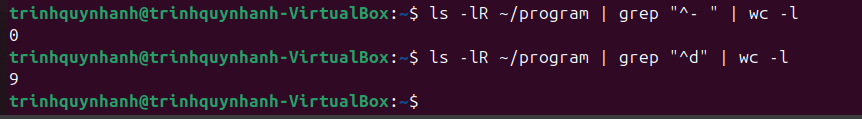 trinhquynhanh@trinhquynhanh-VirtualBox:~$ ls -lR ~/program | grep "^- " | wc -l
0
trinhquynhanh@trinhquynhanh-VirtualBox:~$ ls -lR ~/program | grep "^d" | wc -l
9
trinhquynhanh@trinhquynhanh-VirtualBox:~$